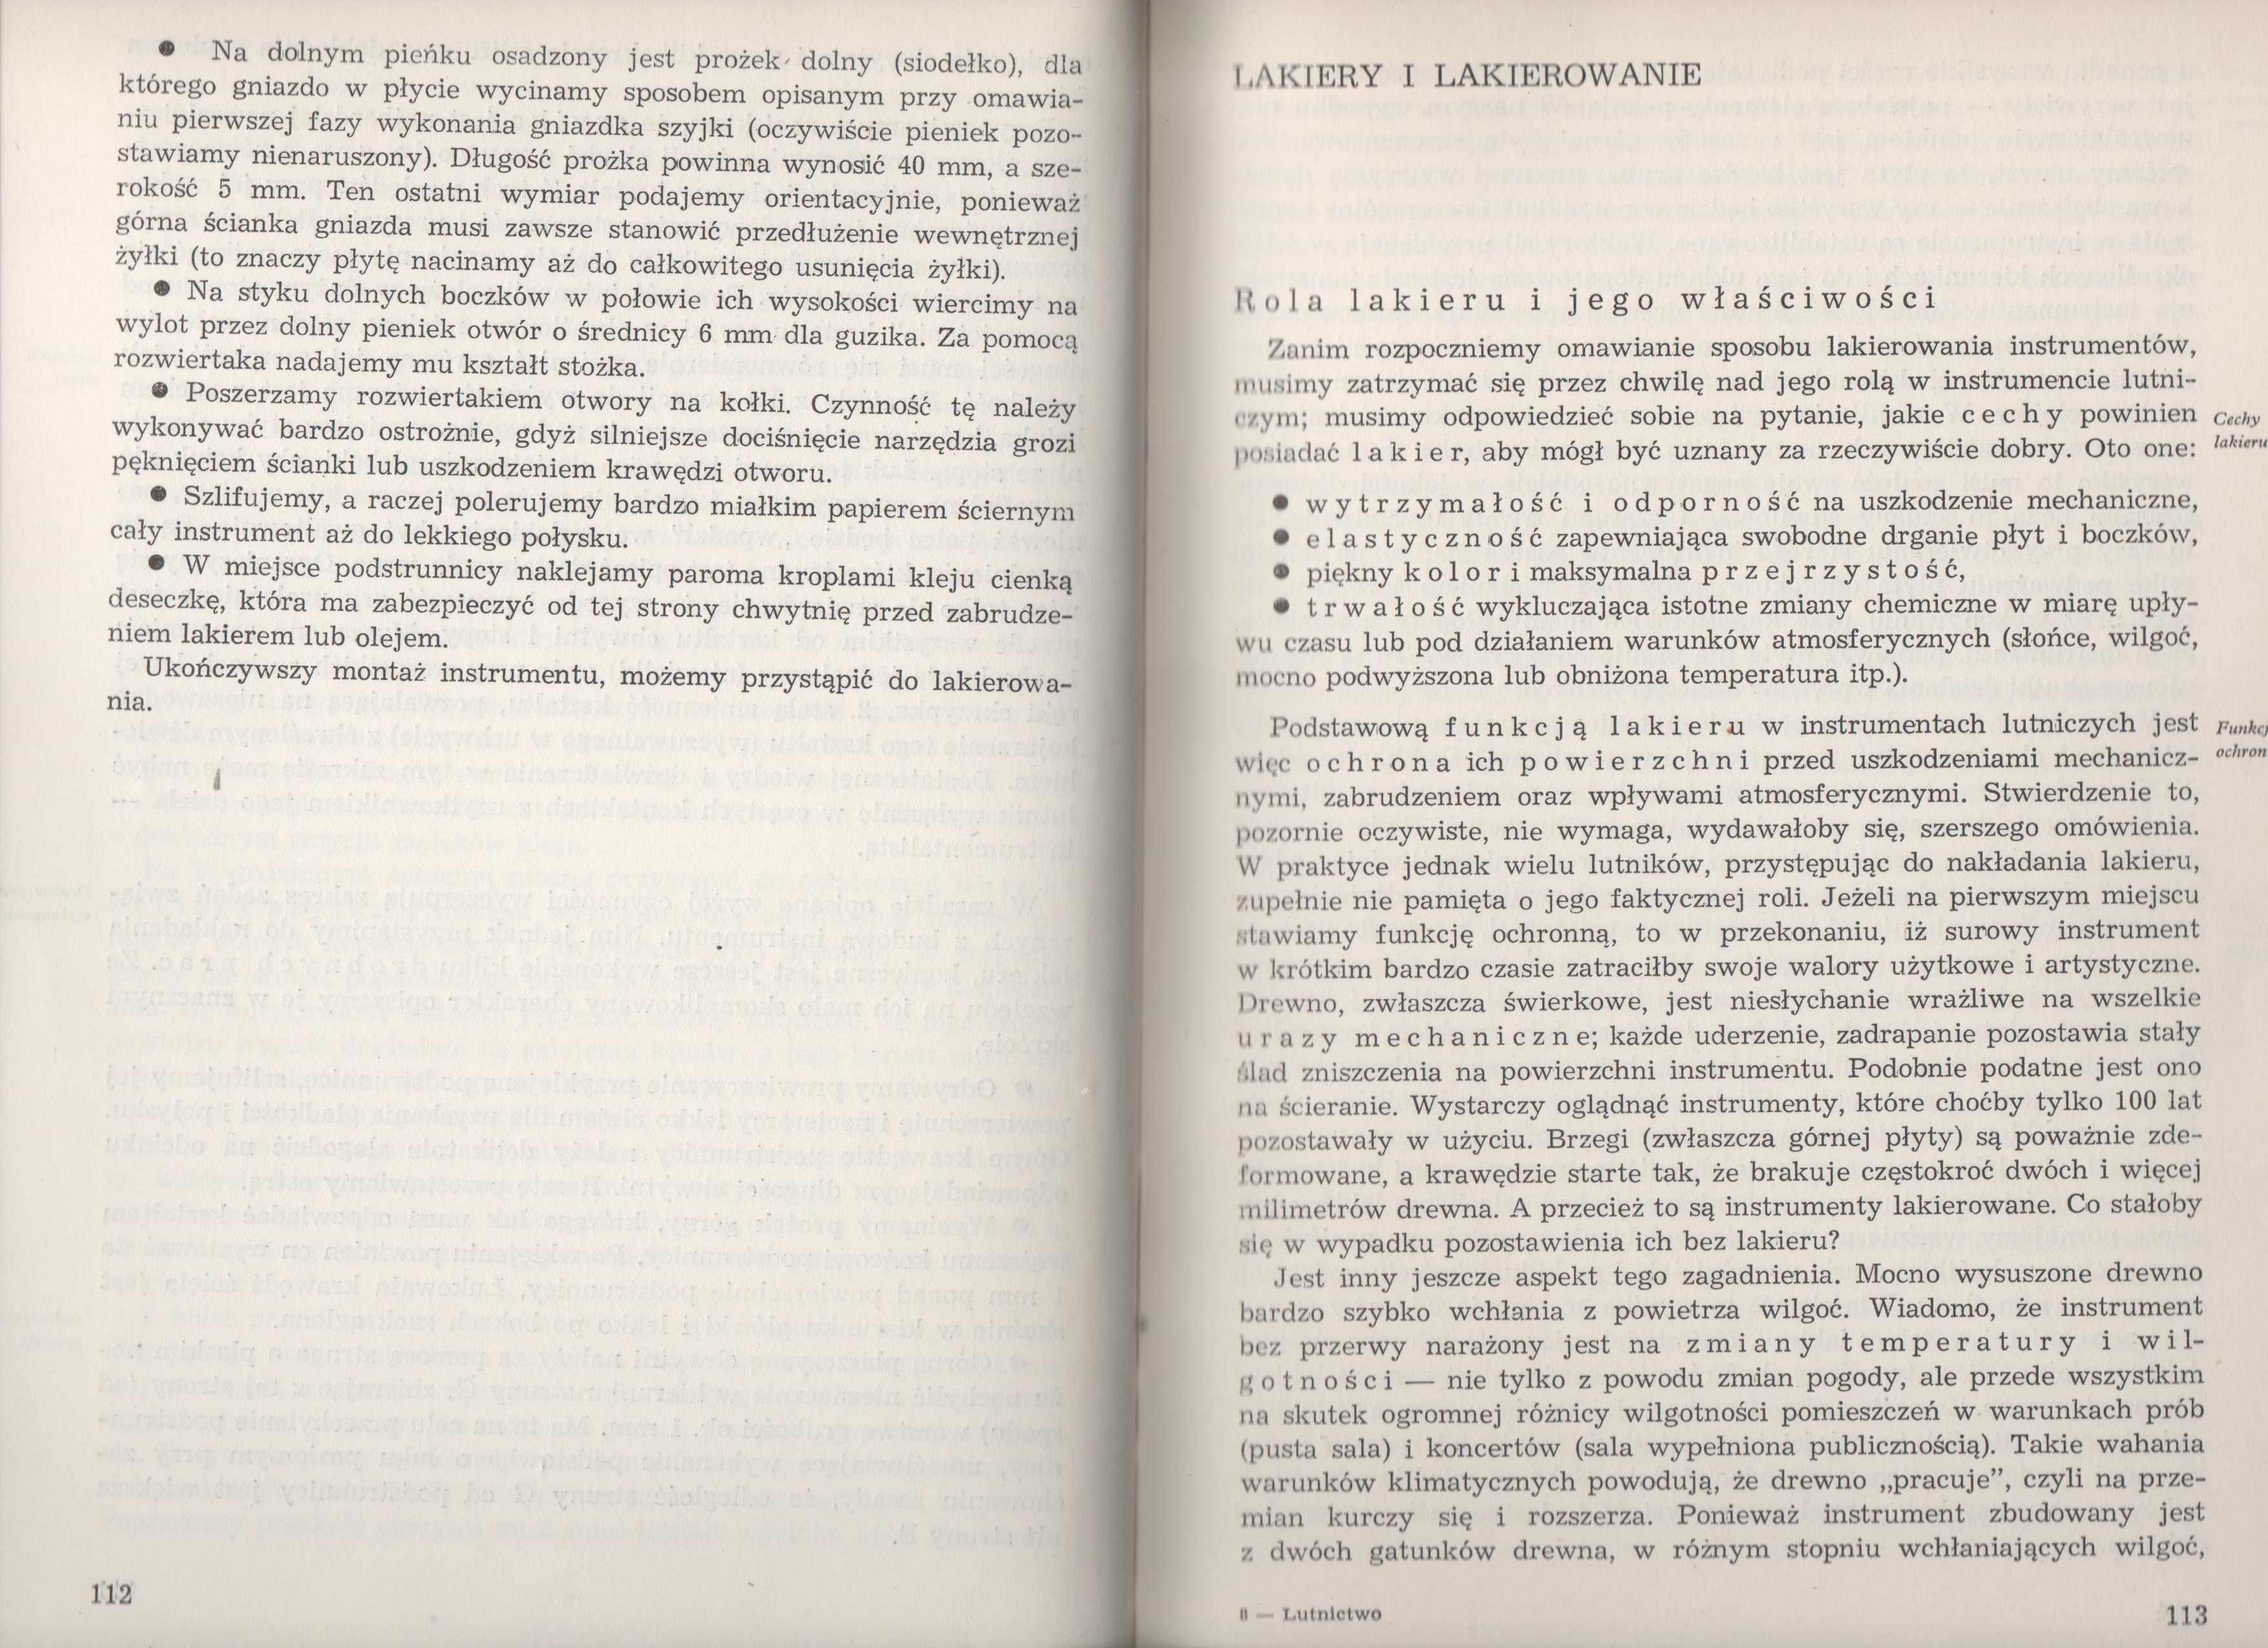 • Na dolnym pieńku osadzony jest prożek dolny (siodełko), dla
którego gniazdo w płycie wycinamy sposobem opisanym przy omawia-
niu pierwszej fazy wykonania gniazdka szyjki (oczywiście pieniek pozo-
stawiamy nienaruszony). Długość prożka powinna wynosić 40 mm, a sze-
rokość 5 mm. Ten ostatni wymiar podajemy orientacyjnie, ponieważ
górna ścianka gniazda musi zawsze stanowić przedłużenie wewnętrznej
żyłki (to znaczy płytę nacinamy aż do całkowitego usunięcia żyłki).
• Na styku dolnych boczków w połowie ich wysokości wiercimy na
wylot przez dolny pieniek otwór o średnicy 6 mm dla guzika. Za pomocą
rozwiertaka nadajemy mu kształt stożka.
• Poszerzamy rozwiertakiem otwory na kołki. Czynność tę należy
wykonywać bardzo ostrożnie, gdyż silniejsze dociśnięcie narzędzia grozi
pęknięciem ścianki lub uszkodzeniem krawędzi otworu.
• Szlifujemy, a raczej polerujemy bardzo miałkim papierem ściernym
cały instrument aż do lekkiego połysku.
• W miejsce podstrunnicy naklejamy paroma kroplami kleju cienką
deseczkę, która ma zabezpieczyć od tej strony chwytnię przed zabrudze-
niem lakierem lub olejem.
Ukończywszy montaż instrumentu, możemy przystąpić do lakierowa-
nia.
112
LAKIERY I LAKIEROWANIE
Rola lakieru i jego właściwości
Zanim rozpoczniemy omawianie sposobu lakierowania instrumentów,
musimy zatrzymać się przez chwilę nad jego rolą w instrumencie lutni-
czym; musimy odpowiedzieć sobie na pytanie, jakie cechy powinien
posiadać lakier, aby mógł być uznany za rzeczywiście dobry. Oto one:
Cechy
lakieru
• wytrzymałość i odporność na uszkodzenie mechaniczne,
• elastyczność zapewniająca swobodne drganie płyt i boczków,
• piękny kolor i maksymalna przejrzystość,
• trwałość wykluczająca istotne zmiany chemiczne w miarę upły-
wu czasu lub pod działaniem warunków atmosferycznych (słońce, wilgoć,
mocno podwyższona lub obniżona temperatura itp.).
Podstawową funkcją lakieru w instrumentach lutniczych jest
więc ochrona ich powierzchni przed uszkodzeniami mechanicz-
Funkcj
ochron
nymi, zabrudzeniem oraz wpływami atmosferycznymi. Stwierdzenie to,
pozornie oczywiste, nie wymaga, wydawałoby się, szerszego omówienia.
W praktyce jednak wielu lutników, przystępując do nakładania lakieru,
zupełnie nie pamięta o jego faktycznej roli. Jeżeli na pierwszym miejscu
stawiamy funkcję ochronną, to w przekonaniu, iż surowy instrument
w krótkim bardzo czasie zatraciłby swoje walory użytkowe i artystyczne.
Drewno, zwłaszcza świerkowe, jest niesłychanie wrażliwe na wszelkie
urazy mechaniczne; każde uderzenie, zadrapanie pozostawia stały
ślad zniszczenia na powierzchni instrumentu. Podobnie podatne jest ono
na ścieranie. Wystarczy oglądnąć instrumenty, które choćby tylko 100 lat
pozostawały w użyciu. Brzegi (zwłaszcza górnej płyty) są poważnie zde-
formowane, a krawędzie starte tak, że brakuje częstokroć dwóch i więcej
milimetrów drewna. A przecież to są instrumenty lakierowane. Co stałoby
się w wypadku pozostawienia ich bez lakieru?
Jest inny jeszcze aspekt tego zagadnienia. Mocno wysuszone drewno
bardzo szybko wchłania z powietrza wilgoć. Wiadomo, że instrument
bez przerwy narażony jest na zmiany temperatury i wil-
gotności — nie tylko z powodu zmian pogody, ale przede wszystkim
na skutek ogromnej różnicy wilgotności pomieszczeń w warunkach prób
(pusta sala) i koncertów (sala wypełniona publicznością). Takie wahania
warunków klimatycznych powodują, że drewno „pracuje”, czyli na prze-
mian kurczy się i rozszerza. Ponieważ instrument zbudowany jest
z dwóch gatunków drewna, w różnym stopniu wchłaniających wilgoć,
8 — Lutnictwo
113